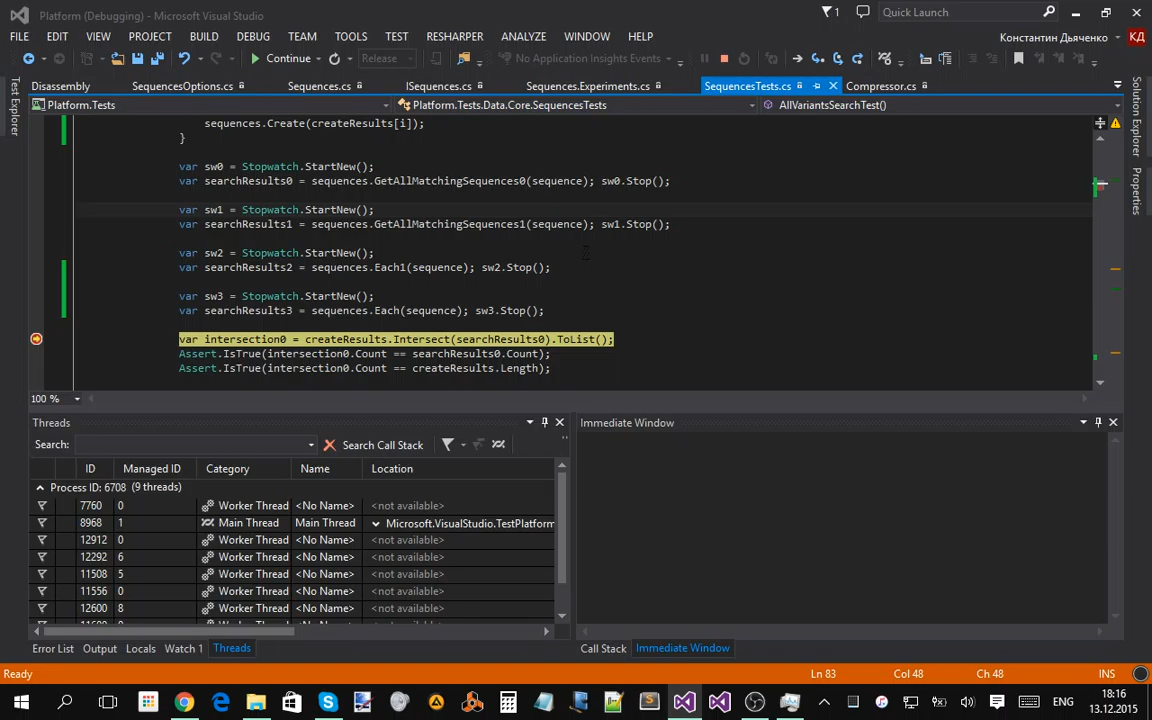 Platform (Debugging) - Microsoft Visual Studio
1
Quick Launch
FILE EDIT VIEW PROJECT BUILD DEBUG TEAM TOOLS TEST RESHARPER ANALYZE WINDOW HELP
Константин Дьяченко КД
Continue Release No Application Insights Events
Disassembly SequencesOptions.cs Sequences.cs ISequences.cs Sequences.Experiments.cs SequencesTests.cs Compressor.cs
Platform.Tests Platform.Tests.Data.Core.SequencesTests AllVariantsSearchTest()
Test Explorer
Solution Explorer
Properties
sequences.Create(createResults[i]);
}
var sw0 = Stopwatch.StartNew();
var searchResults0 = sequences.GetAllMatchingSequences0(sequence); sw0.Stop();
var sw1 = Stopwatch.StartNew();
var searchResults1 = sequences.GetAllMatchingSequences1(sequence); sw1.Stop();
var sw2 = Stopwatch.StartNew();
var searchResults2 = sequences.Each1(sequence); sw2.Stop();
var sw3 = Stopwatch.StartNew();
var searchResults3 = sequences.Each(sequence); sw3.Stop();
var intersection0 = createResults.Intersect(searchResults0).ToList();
Assert.IsTrue(intersection0.Count == searchResults0.Count);
Assert.IsTrue(intersection0.Count == createResults.Length);
100 %
Threads
Search: Search Call Stack
ID Managed ID Category Name Location
Process ID: 6708 (9 threads)
7760 0 Worker Thread <No Name> <not available>
8968 1 Main Thread Main Thread Microsoft.VisualStudio.TestPlatform
12912 0 Worker Thread <No Name> <not available>
12292 6 Worker Thread <No Name> <not available>
11508 5 Worker Thread <No Name> <not available>
11556 0 Worker Thread <No Name> <not available>
12600 8 Worker Thread <No Name> <not available>
Immediate Window
Error List Output Locals Watch 1 Threads
Call Stack Immediate Window
Ready Ln 83 Col 48 Ch 48 INS
ENG
18:16
13.12.2015